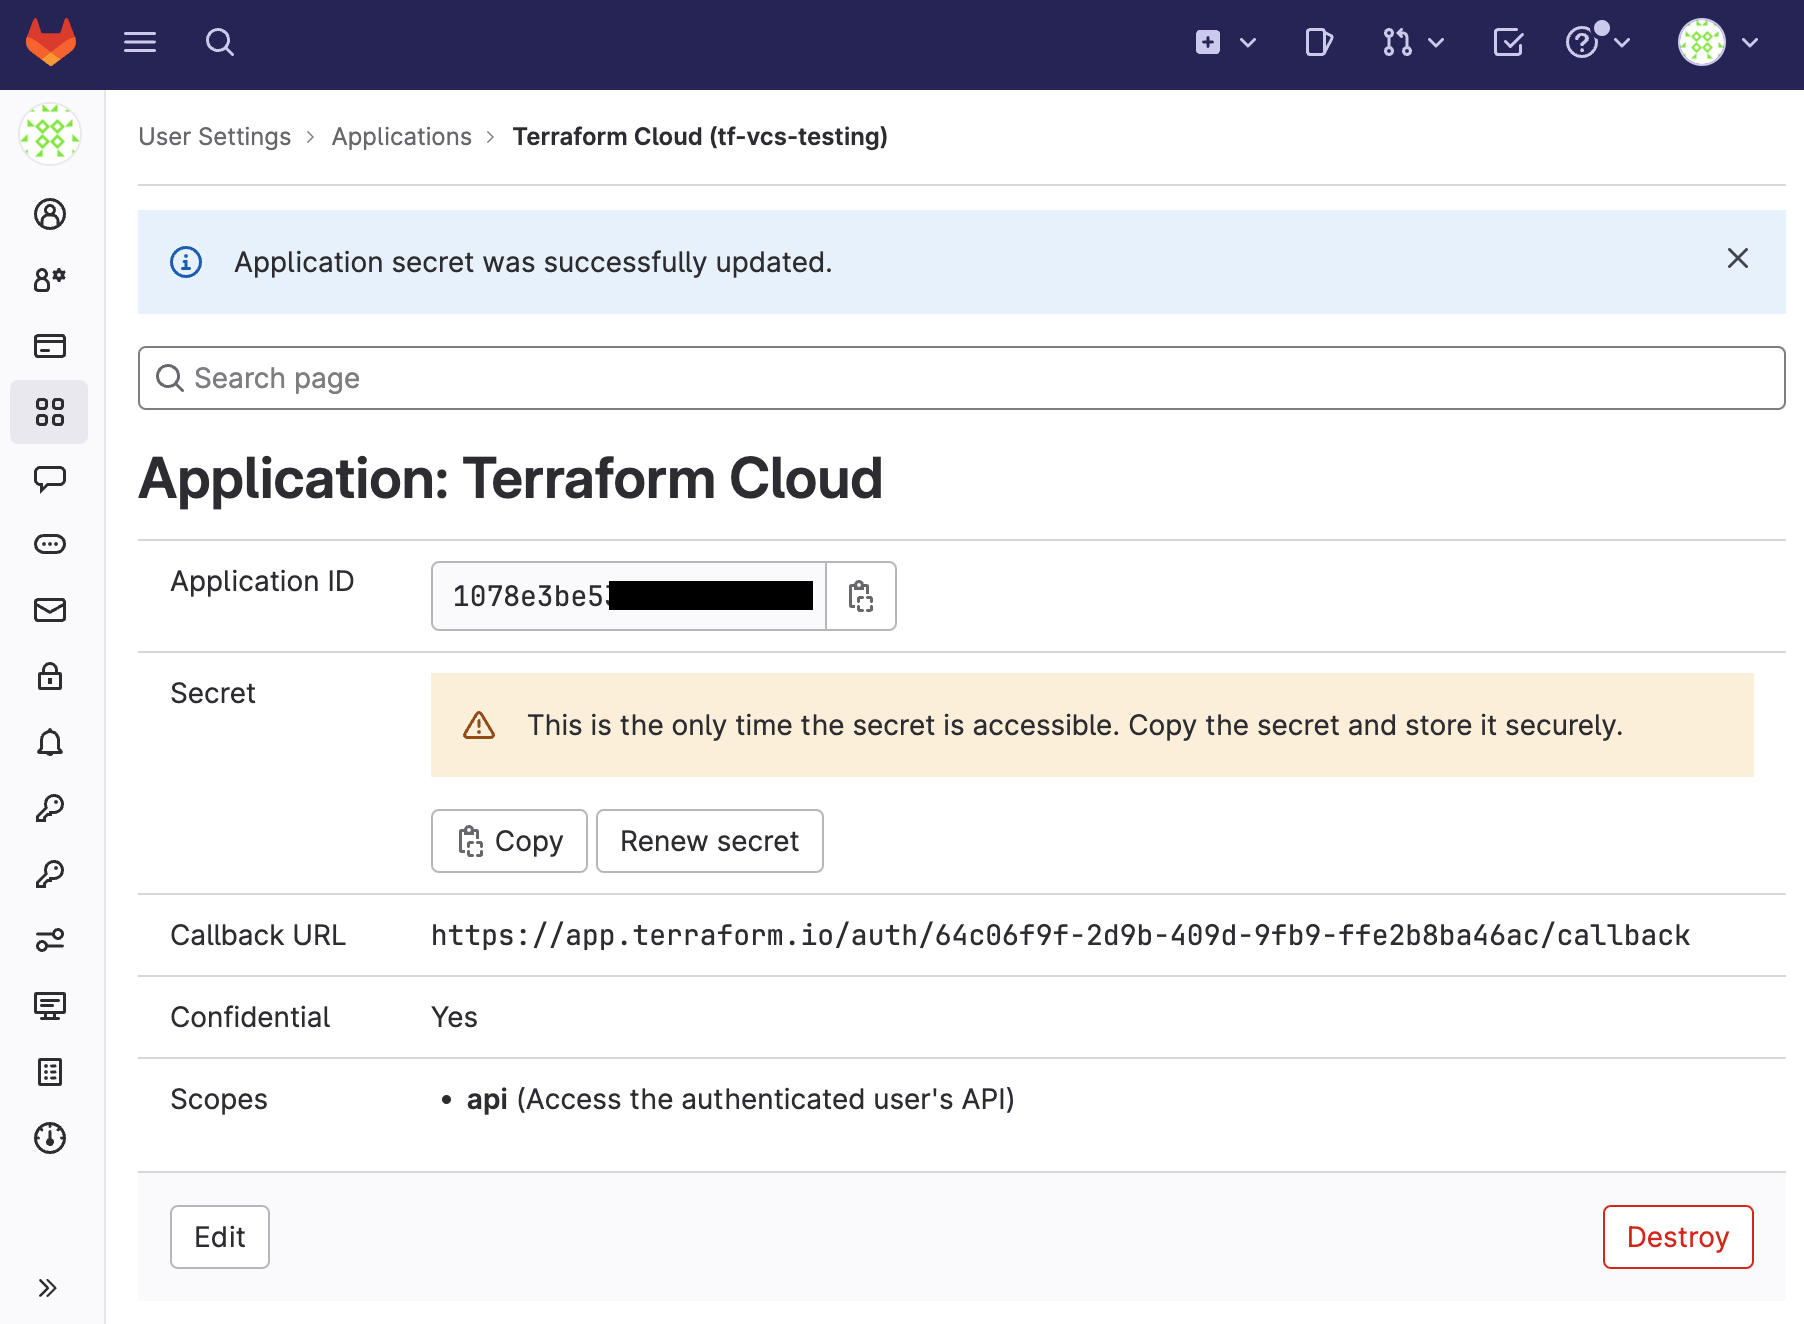 User Settings > Applications > Terraform Cloud (tf-vcs-testing)
Application secret was successfully updated.
Search page
Application: Terraform Cloud
Application ID
1078e3be5
Secret
This is the only time the secret is accessible. Copy the secret and store it securely.
Copy
Renew secret
Callback URL
https://app.terraform.io/auth/64c06f9f-2d9b-409d-9fb9-ffe2b8ba46ac/callback
Confidential
Yes
Scopes
• api (Access the authenticated user's API)
Edit
Destroy